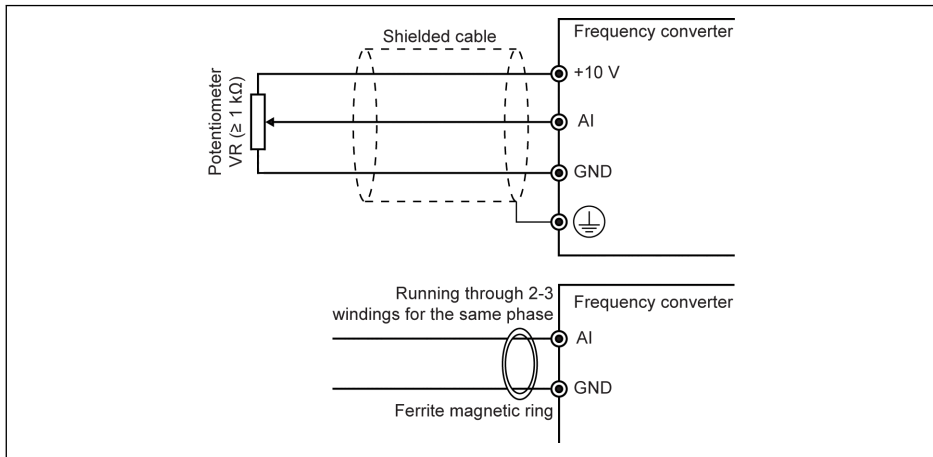 Shielded cable
Frequency converter
+10 V
Potentiometer
VR (≥ 1 kΩ)
AI
GND
Running through 2-3
windings for the same phase
Frequency converter
AI
GND
Ferrite magnetic ring